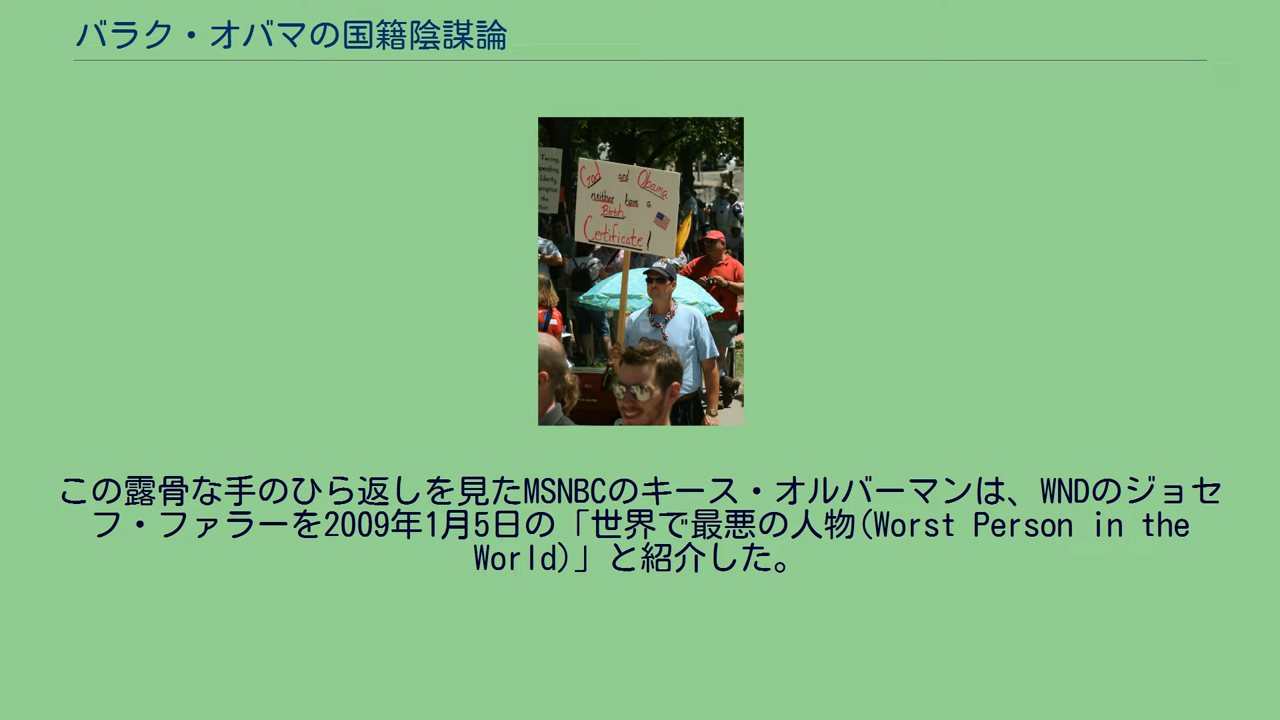 バラク・オバマの国籍陰謀論
Taxing,
Liberty
the
God and Obama
neither have a
Birth
Certificate!
この露骨な手のひら返しを見たMSNBCのキース・オルバーマンは、WNDのジョセ
フ・ファラーを2009年1月5日の「世界で最悪の人物(Worst Person in the
World)」と紹介した。